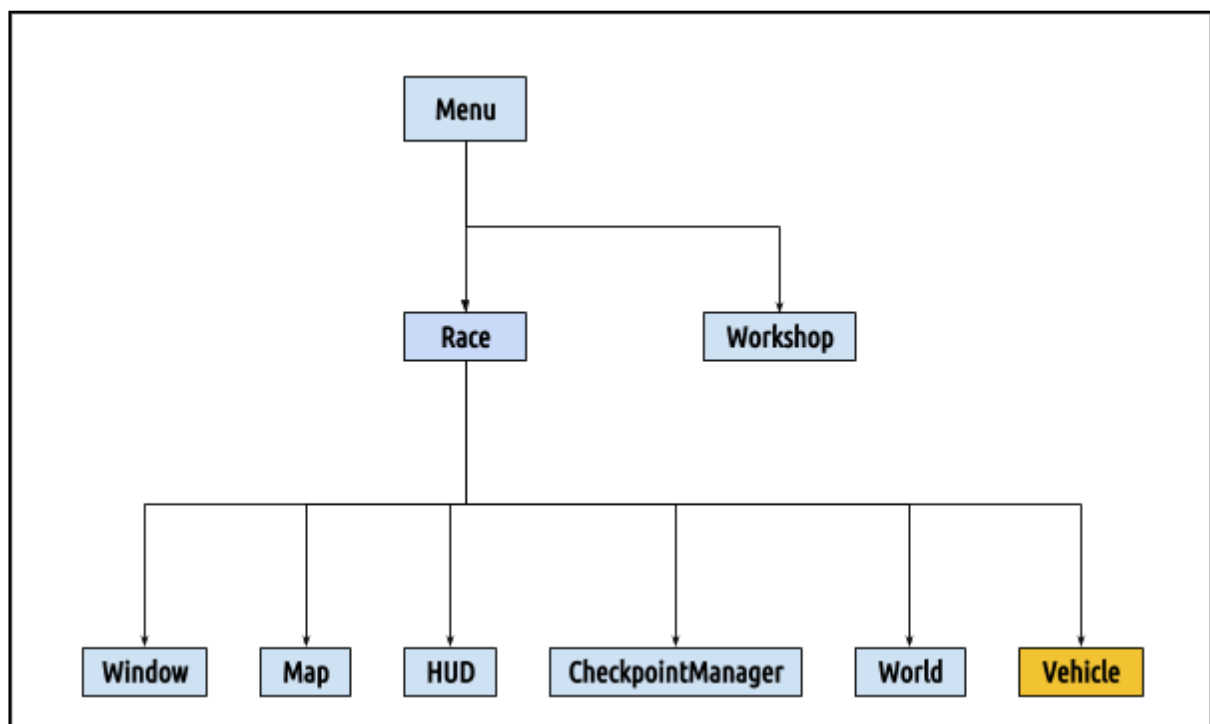 Menu
Race
Workshop
Window
Map
HUD
CheckpointManager
World
Vehicle